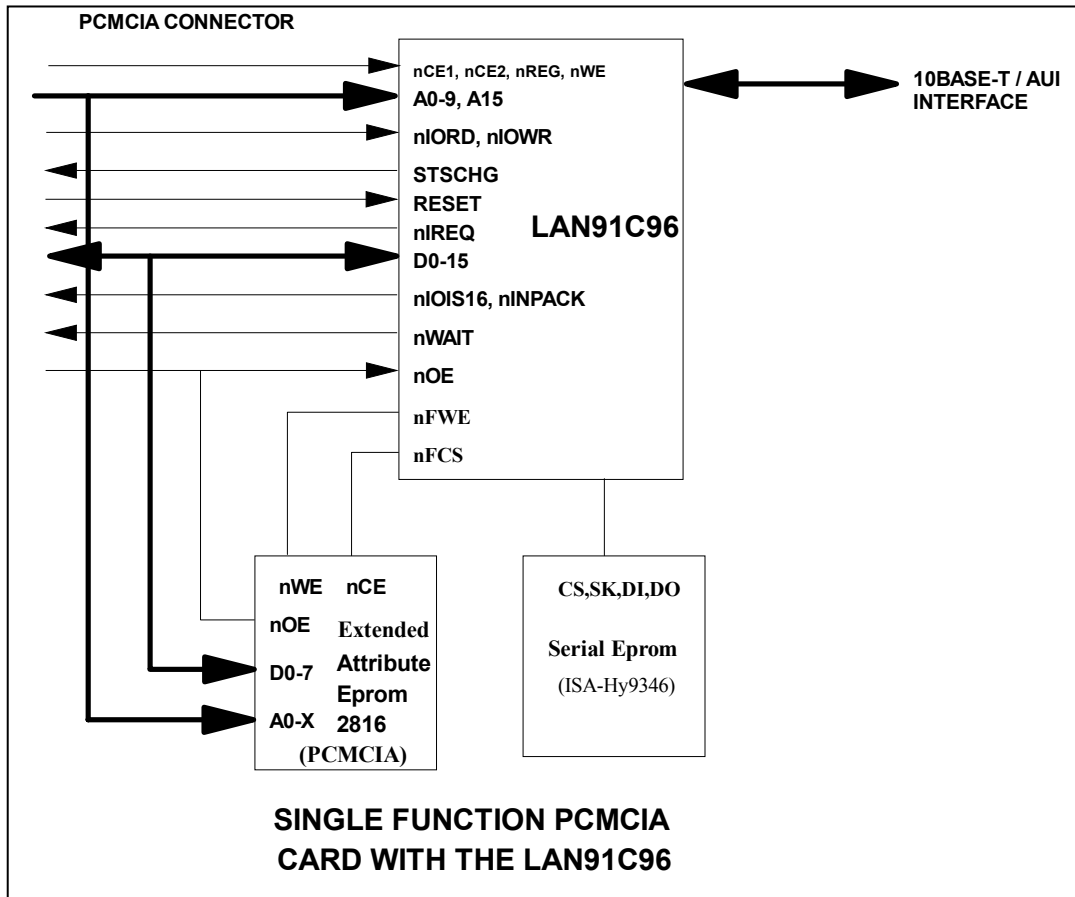 PCMCIA CONNECTOR
nCE1, nCE2, nREG, nWE
A0-9, A15
nIORD, nIOWR
STSCHG
RESET
nIREQ
D0-15
nIOIS16, nINPACK
nWAIT
nOE
nFWE
nFCS
LAN91C96
10BASE-T / AUI
INTERFACE
nWE nCE
nOE
D0-7
A0-X
Extended
Attribute
Eprom
2816
(PCMCIA)
CS,SK,DI,DO
Serial Eprom
(ISA-Hy9346)
SINGLE FUNCTION PCMCIA
CARD WITH THE LAN91C96